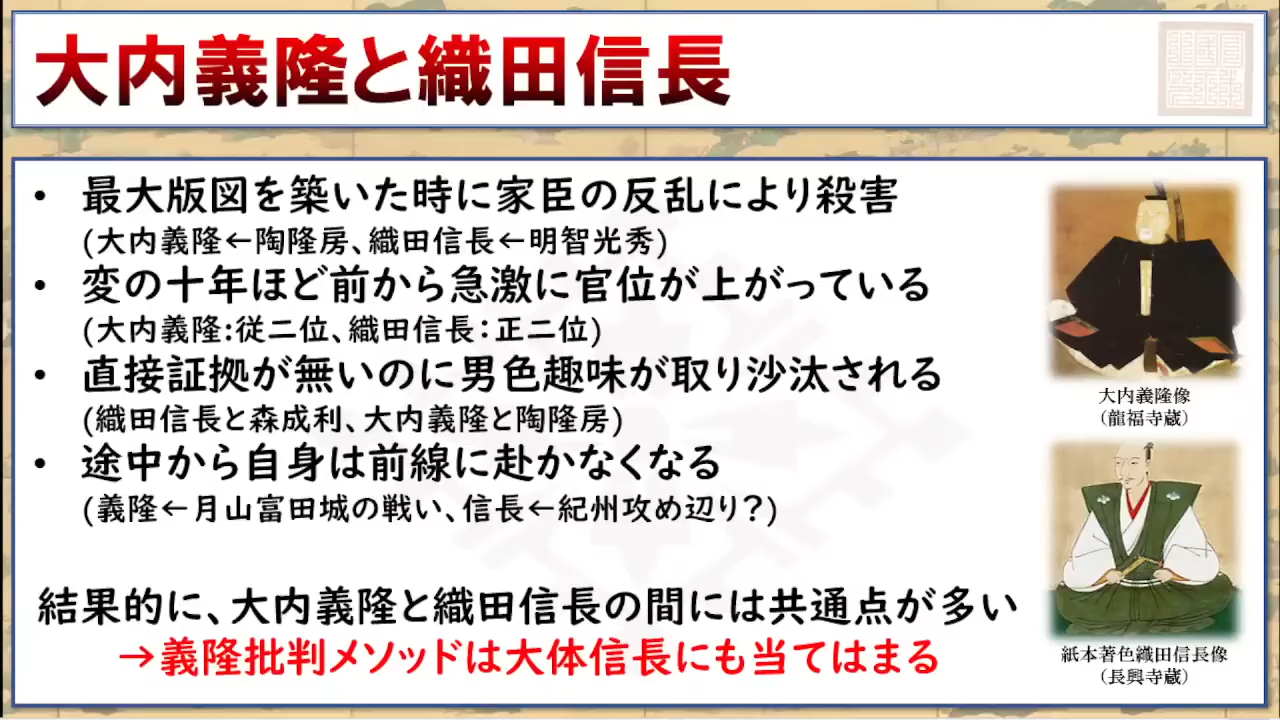 大内義隆と織田信長
• 最大版図を築いた時に家臣の反乱により殺害
(大内義隆←陶隆房、織田信長←明智光秀)
• 変の十年ほど前から急激に官位が上がっている
(大内義隆:従二位、織田信長：正二位)
• 直接証拠が無いのに男色趣味が取り沙汰される
(織田信長と森成利、大内義隆と陶隆房)
• 途中から自身は前線に赴かなくなる
(義隆←月山富田城の戦い、信長←紀州攻め辺り？)
結果的に、大内義隆と織田信長の間には共通点が多い
→義隆批判メソッドは大体信長にも当てはまる
大内義隆像
（龍福寺蔵）
紙本著色織田信長像
（長興寺蔵）